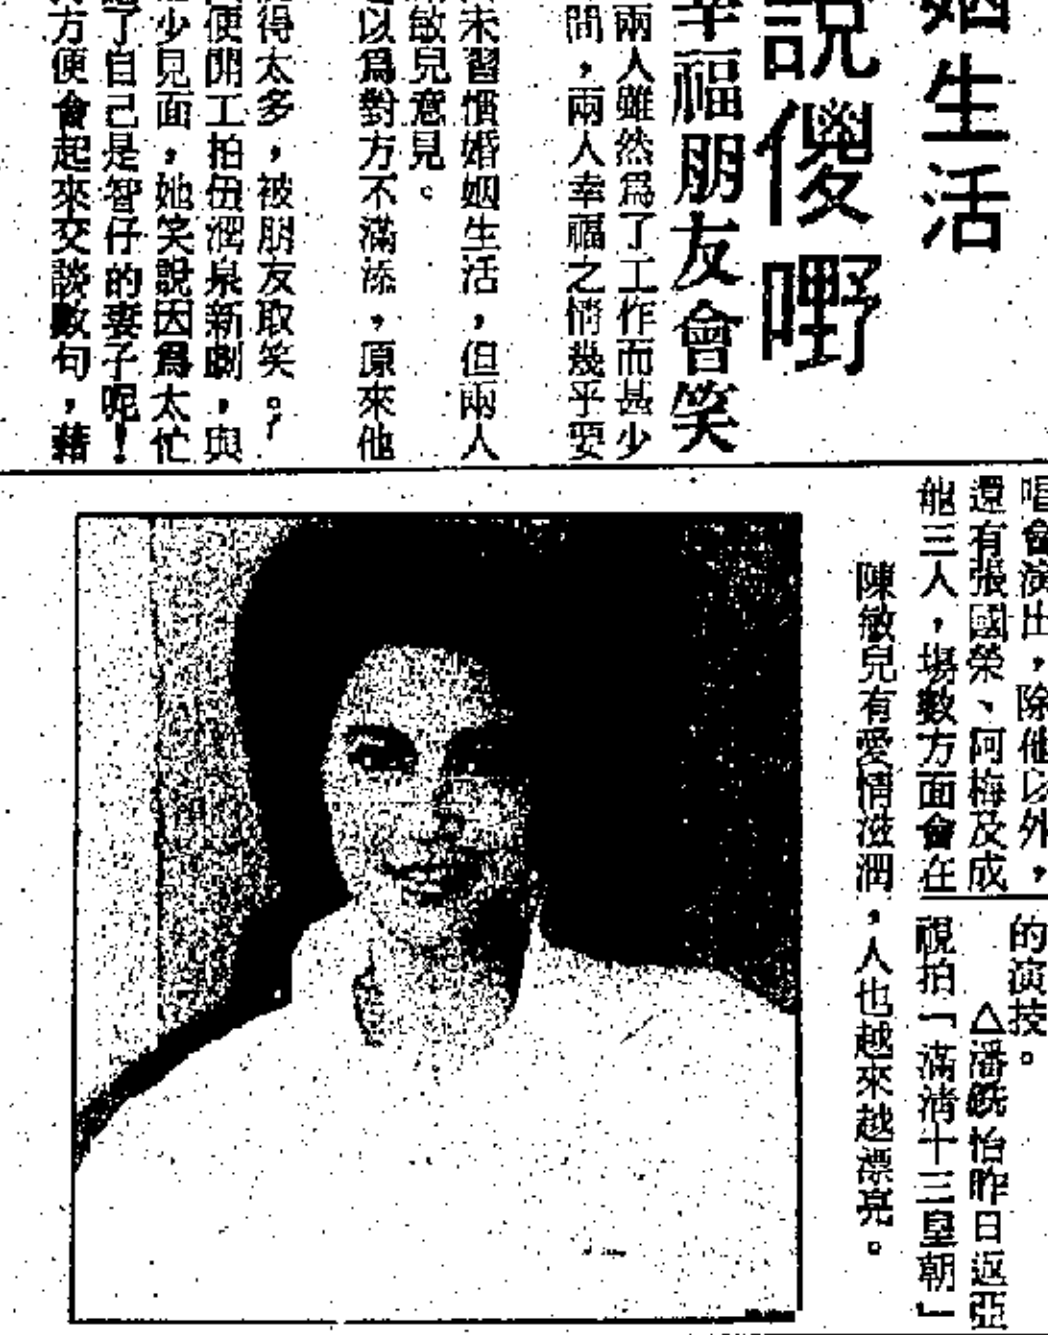 姻生活
說儍嘢
幸福朋友會笑
兩人雖然爲了工作而甚少
間，兩人幸福之情幾乎要
未習慣婚姻生活，但兩人
敏兒意見。
以爲對方不滿添，原來他
得太多，被朋友取笑。
便開工拍伍潤泉新劇，與
少見面，她笑說因爲太忙
了自己是智仔的妻子呢！
方便會起來交談數句，藉
唱會演出，除他以外，
還有張國榮、阿梅及成
龍三人，塲數方面會在
陳敏兒有愛情滋潤，人也越來越漂亮。
的演技。
△潘銑怡昨日返亞
視拍「滿淸十三皇朝」